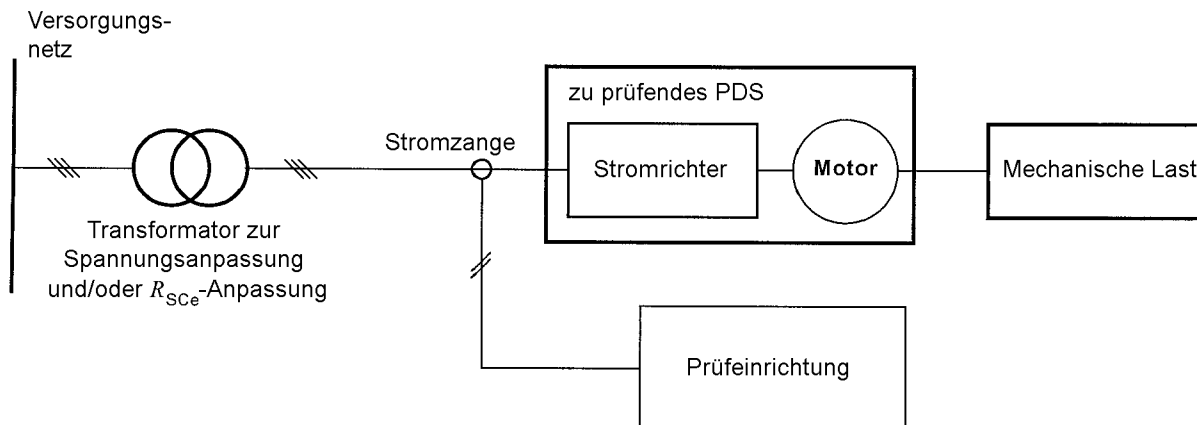 Versorgungs-
netz
zu prüfendes PDS
Stromzange
Stromrichter
Motor
Mechanische Last
Transformator zur
Spannungsanpassung
und/oder R_SCe-Anpassung
Prüfeinrichtung